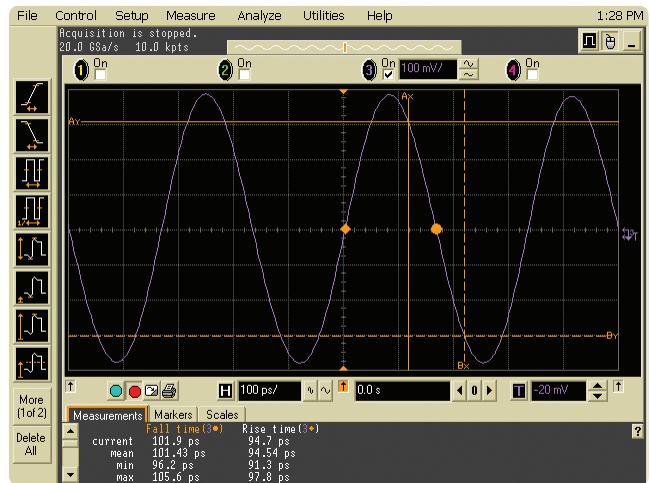 File Control Setup Measure Analyze Utilities Help 1:28 PM
Acquisition is stopped.
20.0 GSa/s 10.0 kpts
1 On 2 On 3 On 100 mV/ 4 On
Ax
Ay
T
By
Bx
H 100 ps/ 0.0 s 0 T -20 mV
More
(1 of 2)
Delete
All
Measurements Markers Scales
Fall time(3●) Rise time(3◆) ?
current 101.9 ps 94.7 ps
mean 101.43 ps 94.54 ps
min 96.2 ps 91.3 ps
max 105.6 ps 97.8 ps